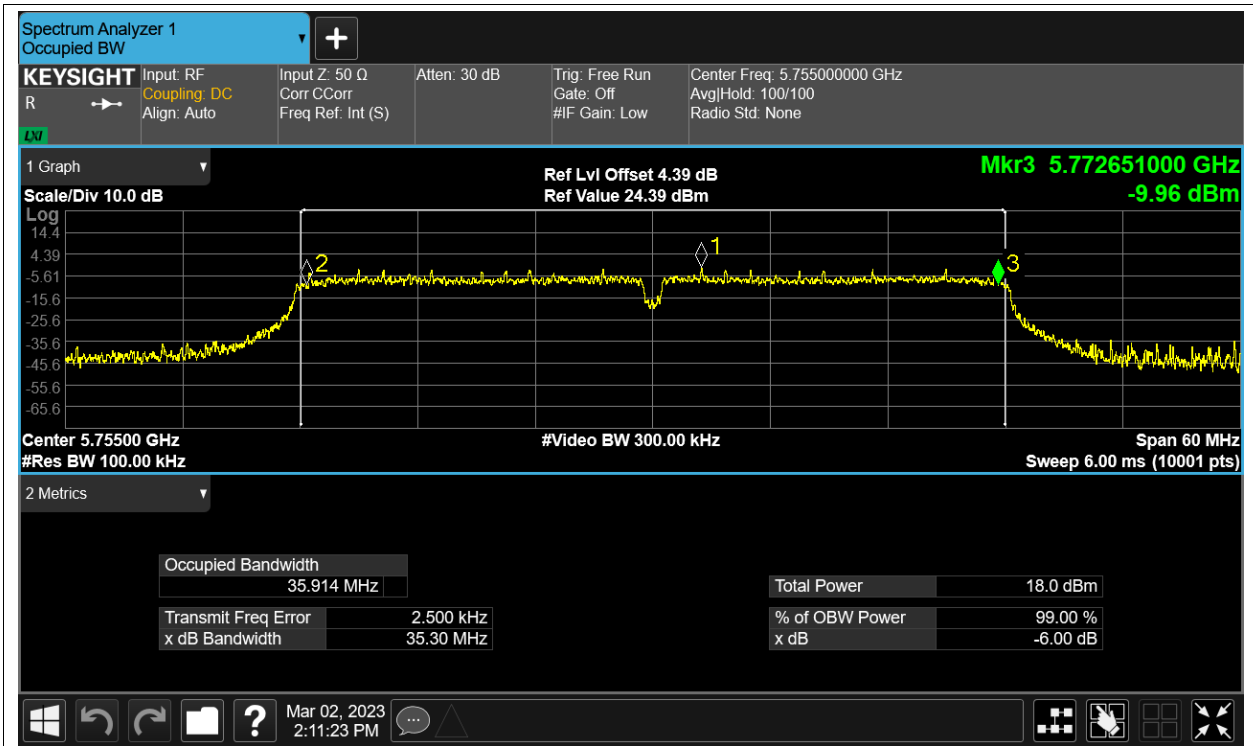 Spectrum Analyzer 1
Occupied BW
+
KEYSIGHT Input: RF Input Z: 50 Ω Atten: 30 dB Trig: Free Run Center Freq: 5.755000000 GHz
R Coupling: DC Corr CCorr Gate: Off Avg|Hold: 100/100
Align: Auto Freq Ref: Int (S) #IF Gain: Low Radio Std: None
LXI
1 Graph Ref Lvl Offset 4.39 dB Mkr3 5.772651000 GHz
Scale/Div 10.0 dB Ref Value 24.39 dBm -9.96 dBm
Log
14.4
4.39
-5.61
-15.6
-25.6
-35.6
-45.6
-55.6
-65.6
2 1 3
Center 5.75500 GHz #Video BW 300.00 kHz Span 60 MHz
#Res BW 100.00 kHz Sweep 6.00 ms (10001 pts)
2 Metrics
Occupied Bandwidth
35.914 MHz Total Power 18.0 dBm
Transmit Freq Error 2.500 kHz % of OBW Power 99.00 %
x dB Bandwidth 35.30 MHz x dB -6.00 dB
? Mar 02, 2023
2:11:23 PM